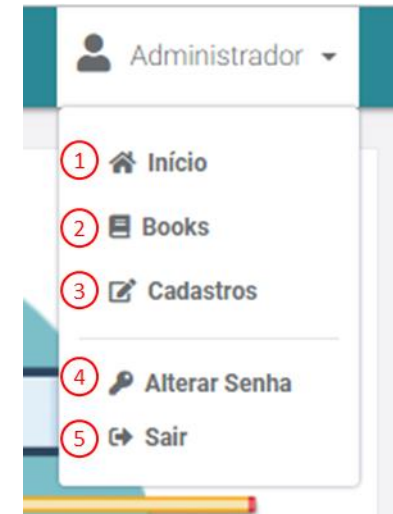 Administrador
1 Início
2 Books
3 Cadastros
4 Alterar Senha
5 Sair